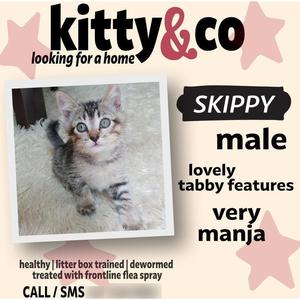 kitty&co
looking for a home
SKIPPY
male
lovely
tabby features
very
manja
healthy | litter box trained | dewormed
treated with frontline flea spray
CALL / SMS